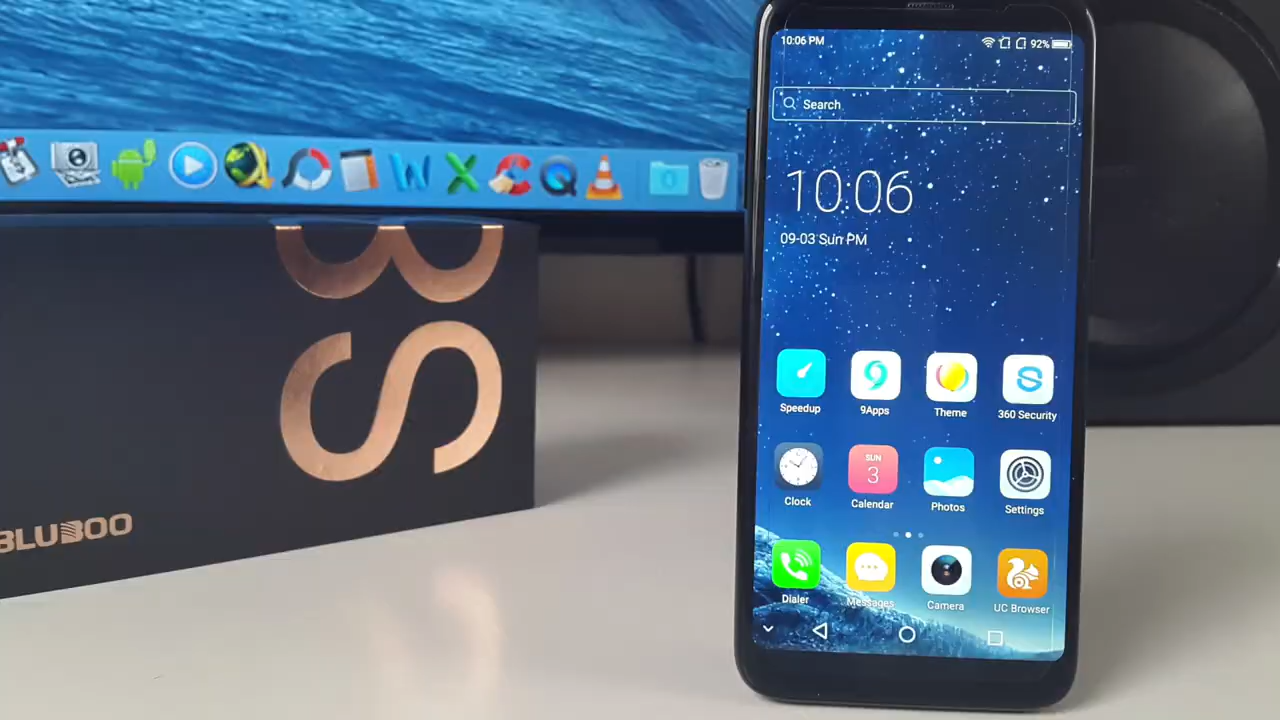 10:06 PM 92%
Search
10:06
09-03 Sun PM
Speedup 9Apps Theme 360 Security
SUN
3
Clock Calendar Photos Settings
Dialer Messages Camera UC Browser
S8
BLUBOO